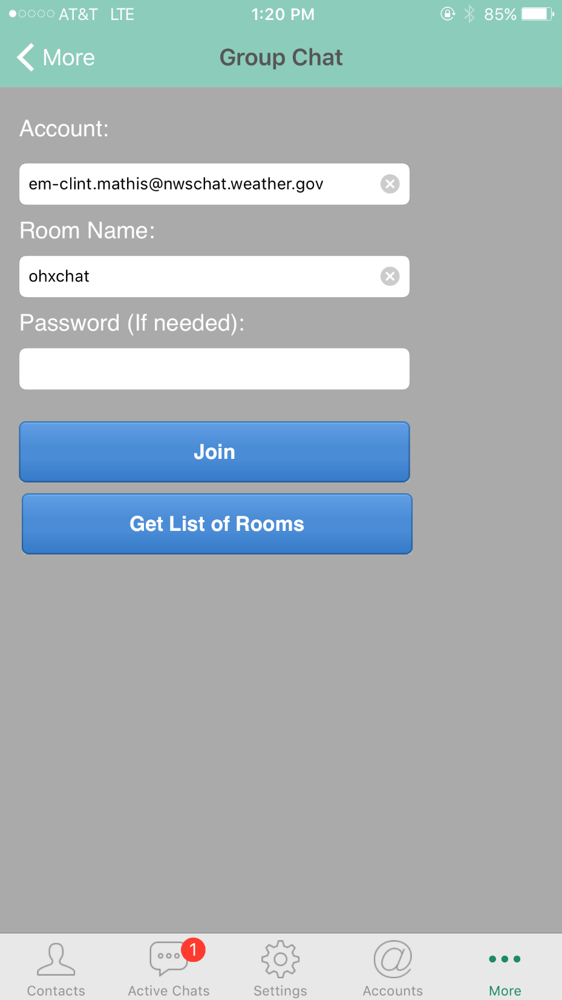 AT&T LTE 1:20 PM 85%
More Group Chat
Account:
em-clint.mathis@nwschat.weather.gov
Room Name:
ohxchat
Password (If needed):
Join
Get List of Rooms
1
Contacts Active Chats Settings Accounts More